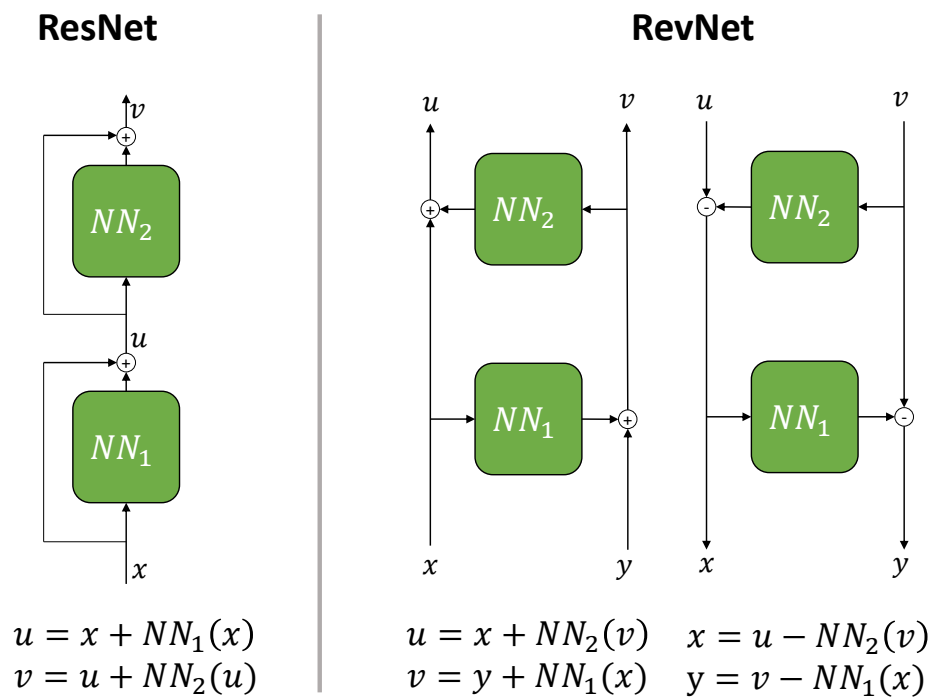 ResNet
v
+
NN₂
u
+
NN₁
x
u = x + NN₁(x)
v = u + NN₂(u)
RevNet
u v
+ NN₂
NN₁ +
x y
u = x + NN₂(v)
v = y + NN₁(x)
u v
- NN₂
NN₁ -
x y
x = u − NN₂(v)
y = v − NN₁(x)